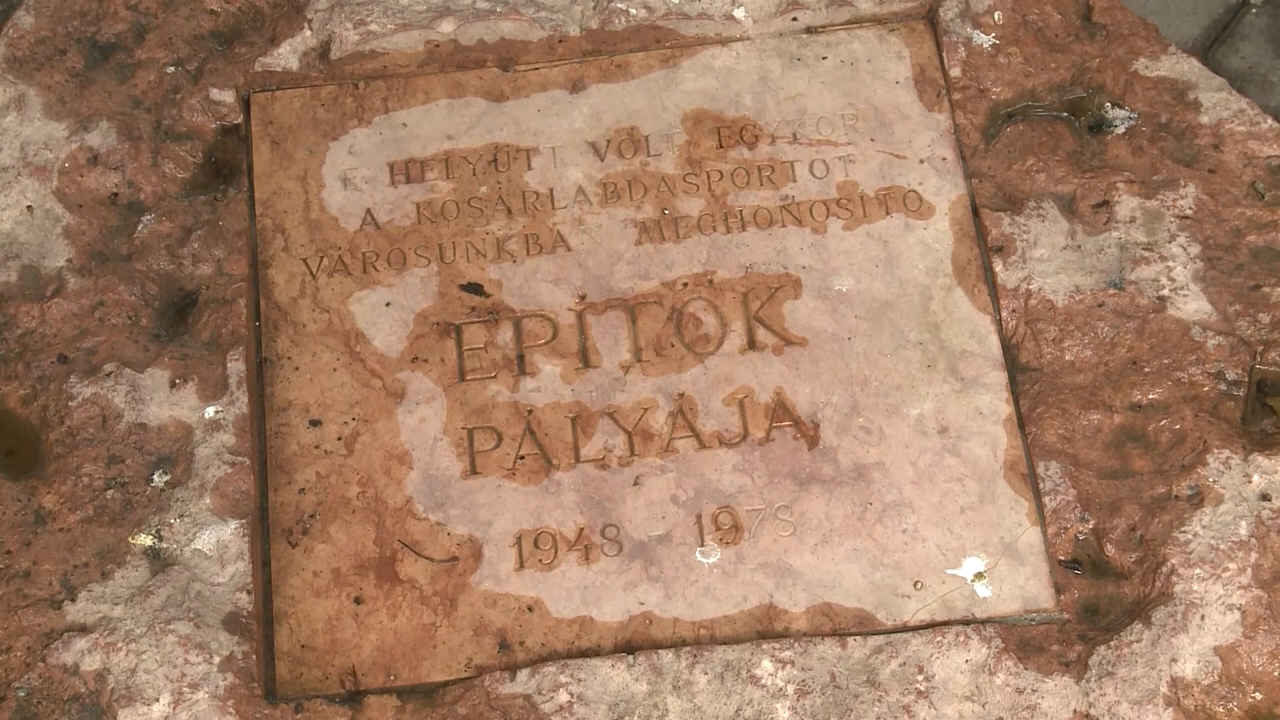 E HELYÜTT VOLT EGYKOR
A KOSÁRLABDASPORTOT
VÁROSUNKBA MEGHONOSÍTÓ
ÉPÍTŐK
PÁLYÁJA
1948 - 1978